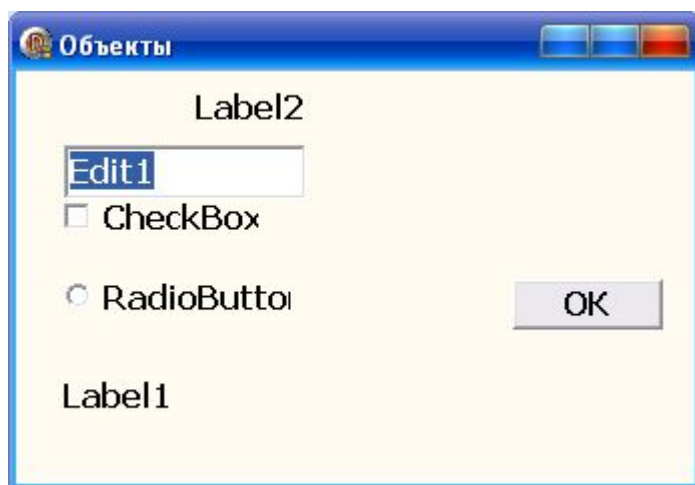 Объекты
Label2
Edit1
CheckBox
RadioButto
OK
Label1